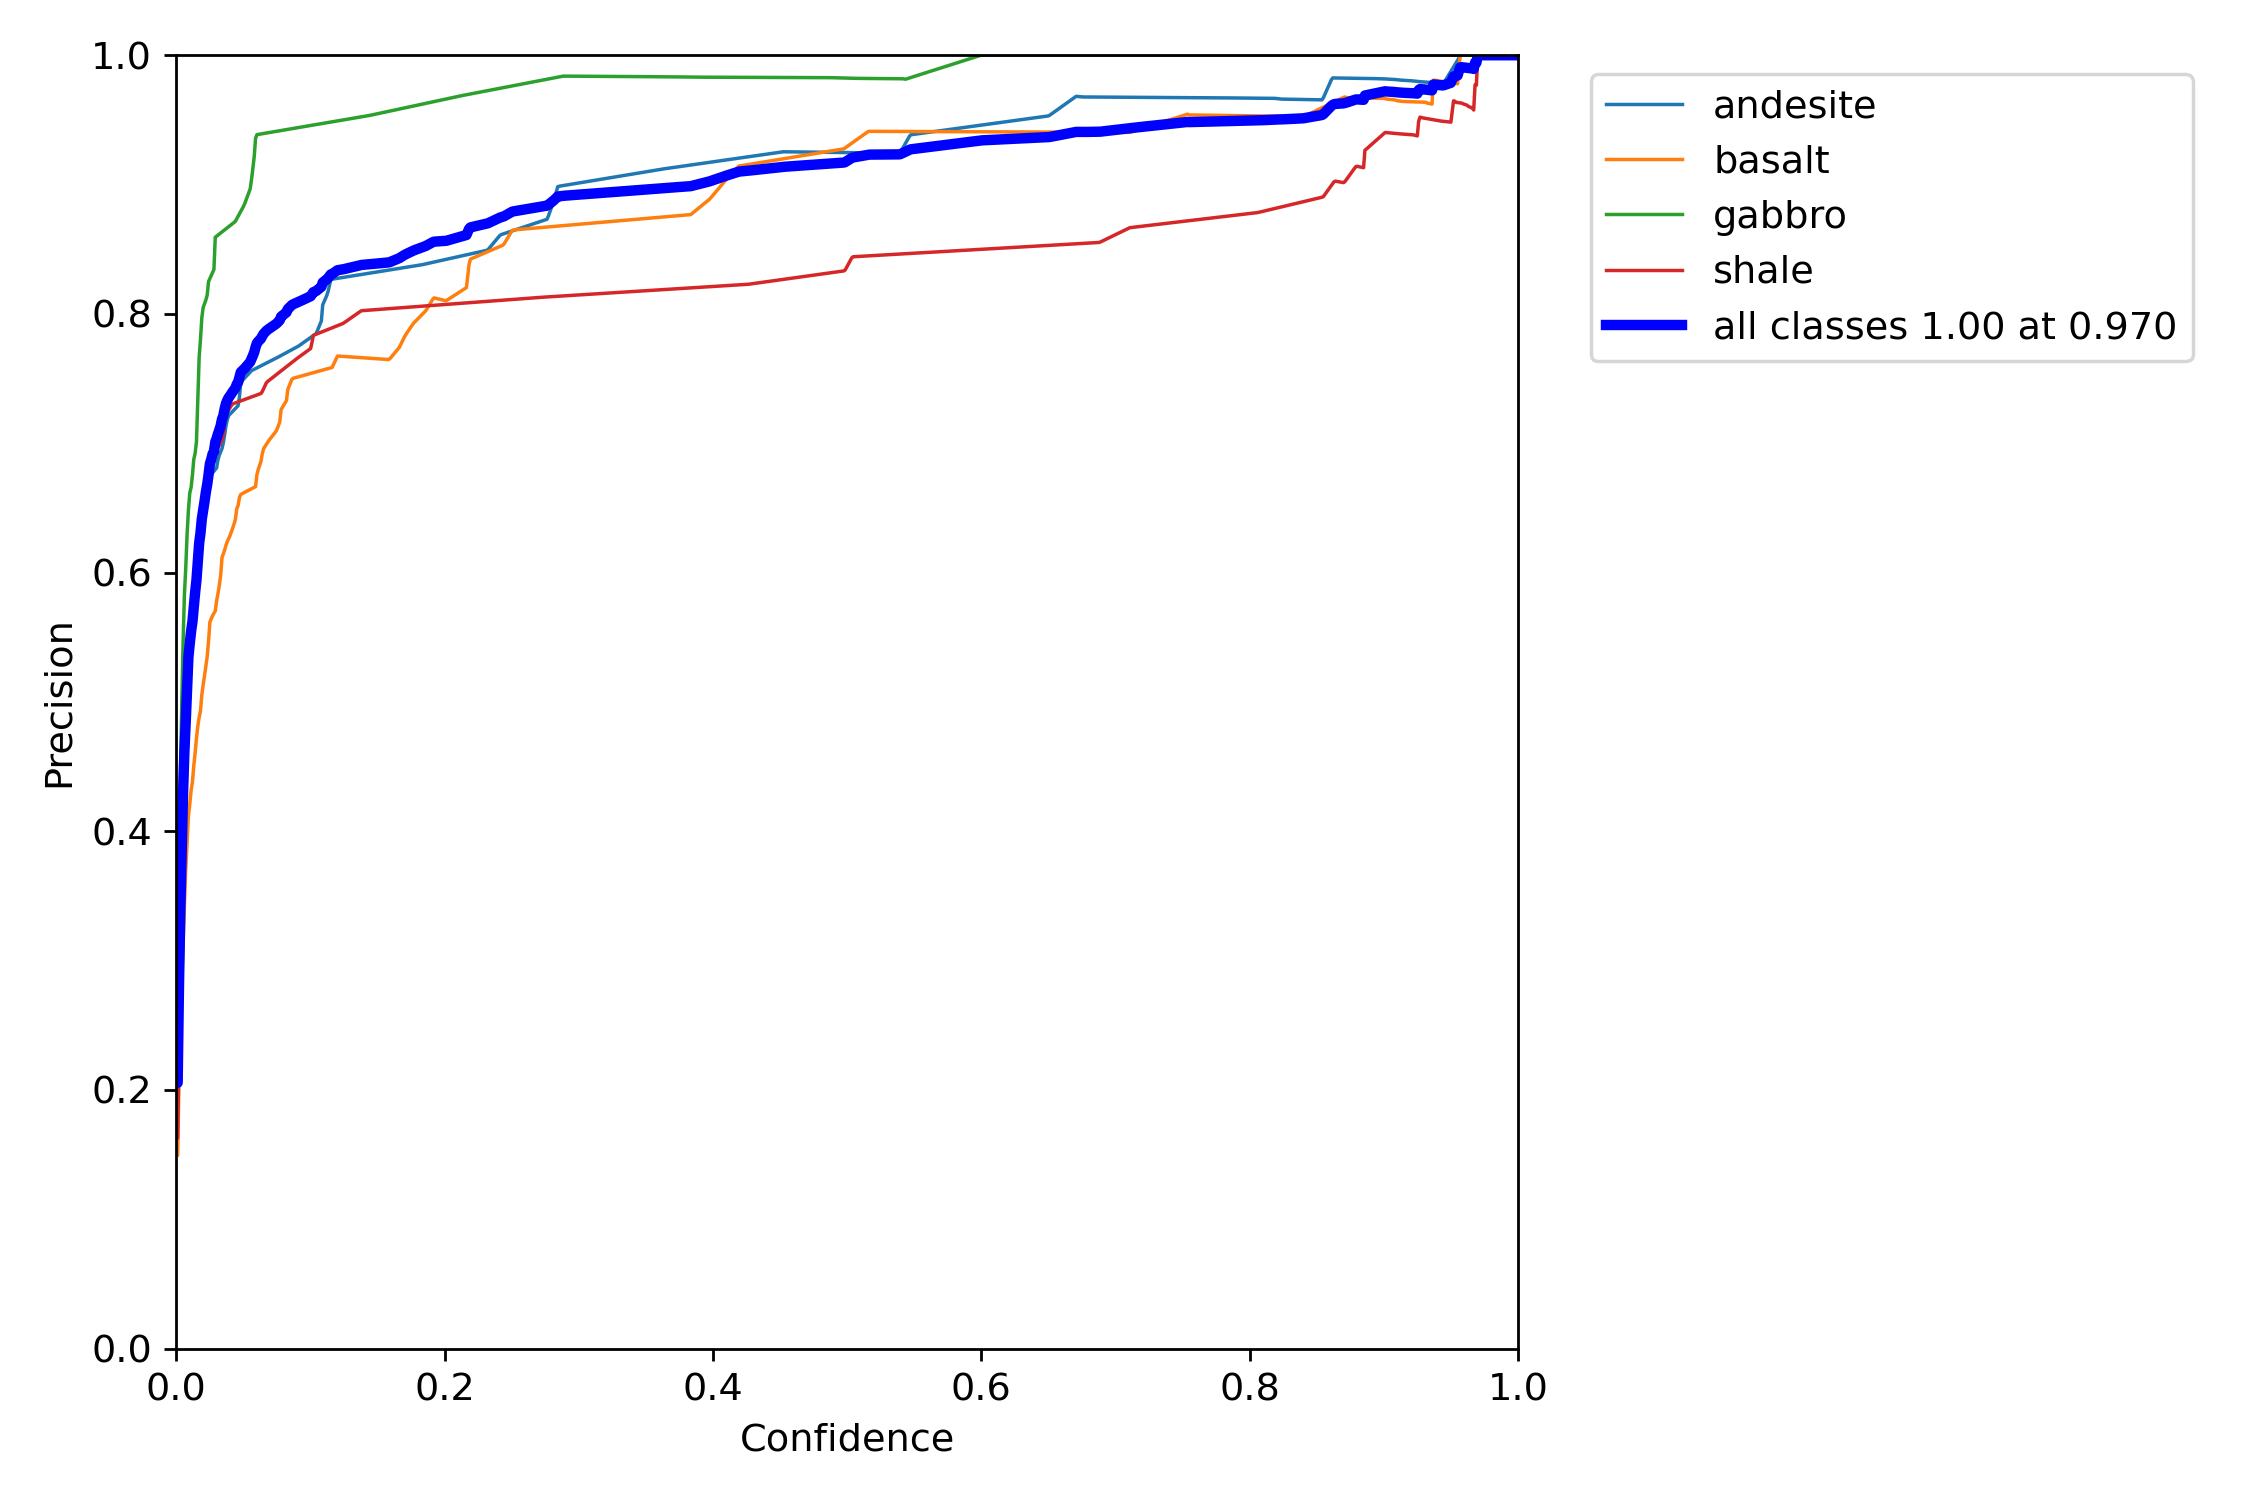 1.0
0.8
0.6
0.4
0.2
0.0
0.0 0.2 0.4 0.6 0.8 1.0
Precision
Confidence
andesite
basalt
gabbro
shale
all classes 1.00 at 0.970